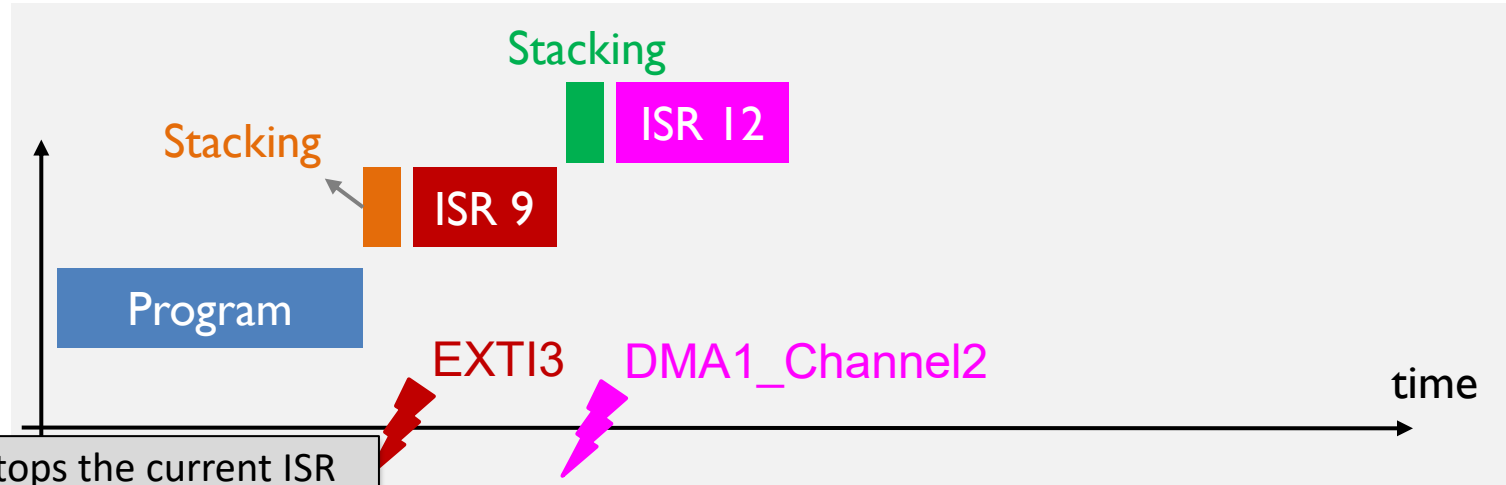 Stacking
ISR 12
Stacking
ISR 9
Program
EXTI3
DMA1_Channel2
time
tops the current ISR